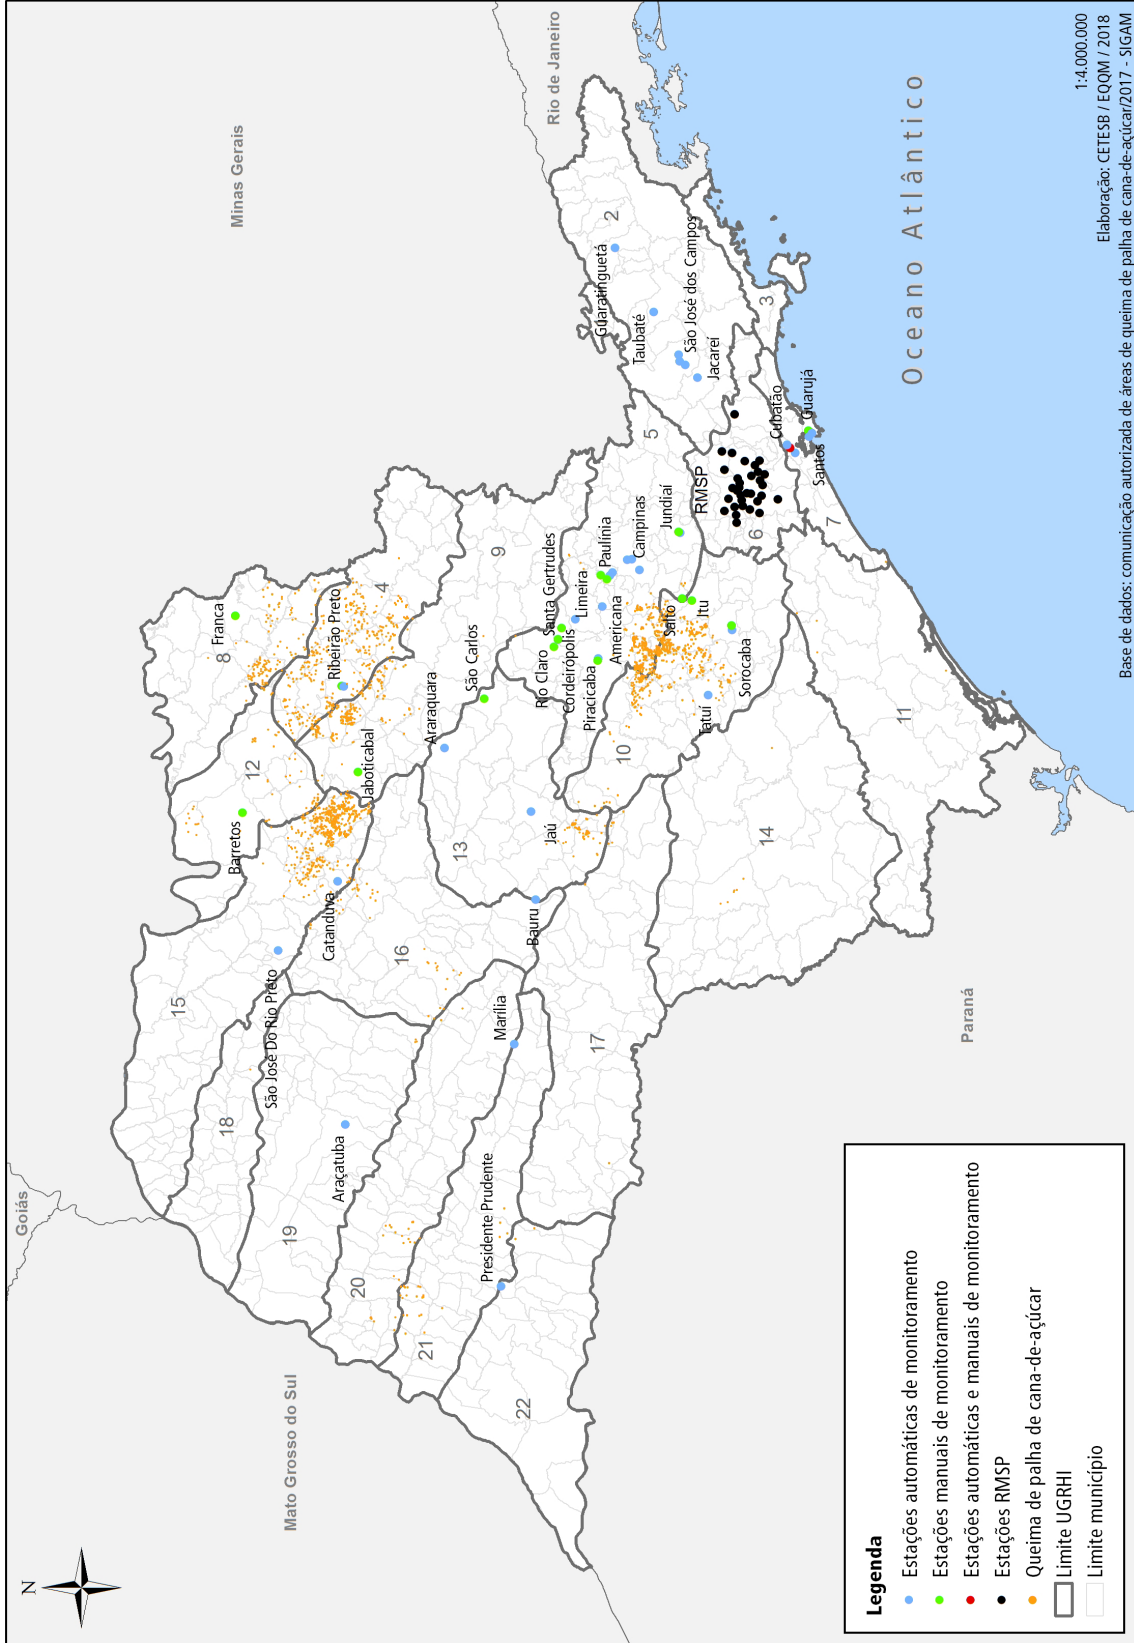 N
Goiás
Minas Gerais
Mato Grosso do Sul
Rio de Janeiro
Paraná
Oceano Atlântico
15
18
19
20
21
22
16
17
12
8
4
13
9
10
5
14
11
6
7
3
2
Franca
Ribeirão Preto
Barretos
Jaboticabal
Catanduva
São José Do Rio Preto
Araçatuba
Araraquara
São Carlos
Jaú
Bauru
Marília
Presidente Prudente
Santa Gertrudes
Rio Claro
Cordeirópolis
Limeira
Piracicaba
Americana
Paulínia
Campinas
Jundiaí
Salto
Itu
Sorocaba
Tatuí
RMSP
Guaratinguetá
Taubaté
São José dos Campos
Jacareí
Cubatão
Guarujá
Santos
Legenda
Estações automáticas de monitoramento
Estações manuais de monitoramento
Estações automáticas e manuais de monitoramento
Estações RMSP
Queima de palha de cana-de-açúcar
Limite UGRHI
Limite município
1:4.000.000
Elaboração: CETESB / EQQM / 2018
Base de dados: comunicação autorizada de áreas de queima de palha de cana-de-açúcar/2017 - SIGAM